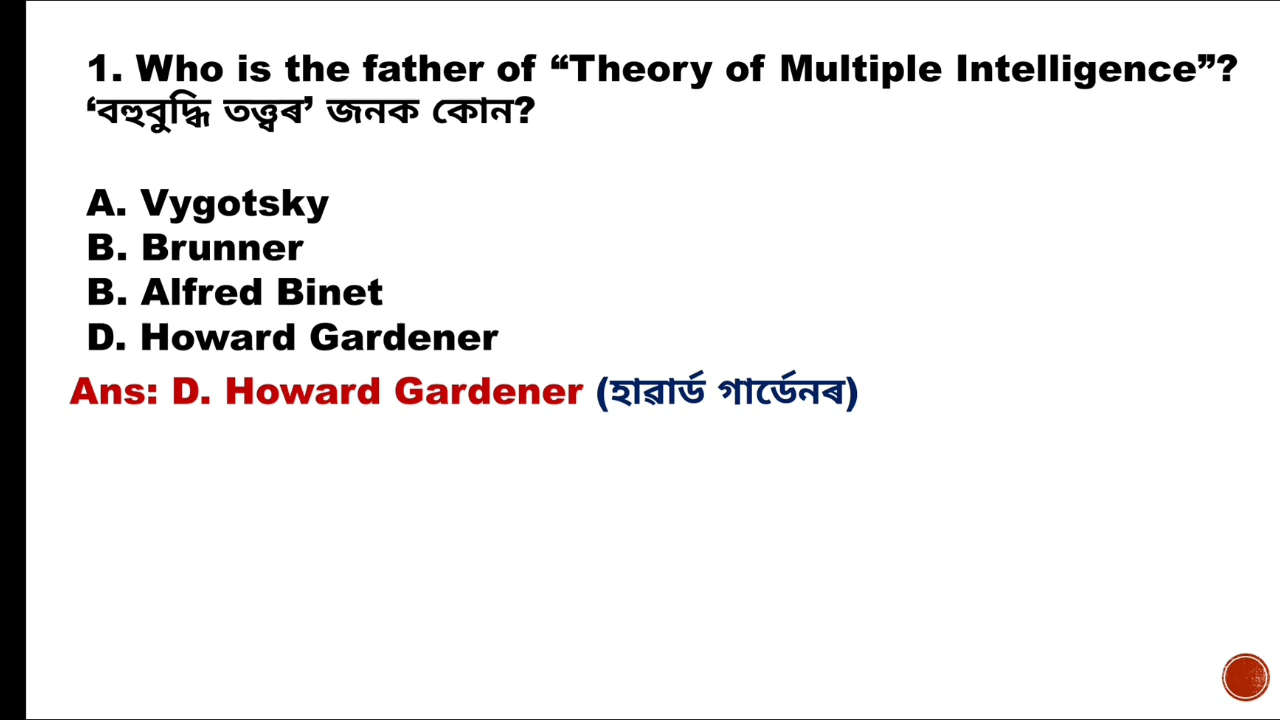 1. Who is the father of “Theory of Multiple Intelligence”?
‘বহুবুদ্ধি তত্ত্বৰ’ জনক কোন?
A. Vygotsky
B. Brunner
B. Alfred Binet
D. Howard Gardener
Ans: D. Howard Gardener (হাৱাৰ্ড গাৰ্ডেনৰ)